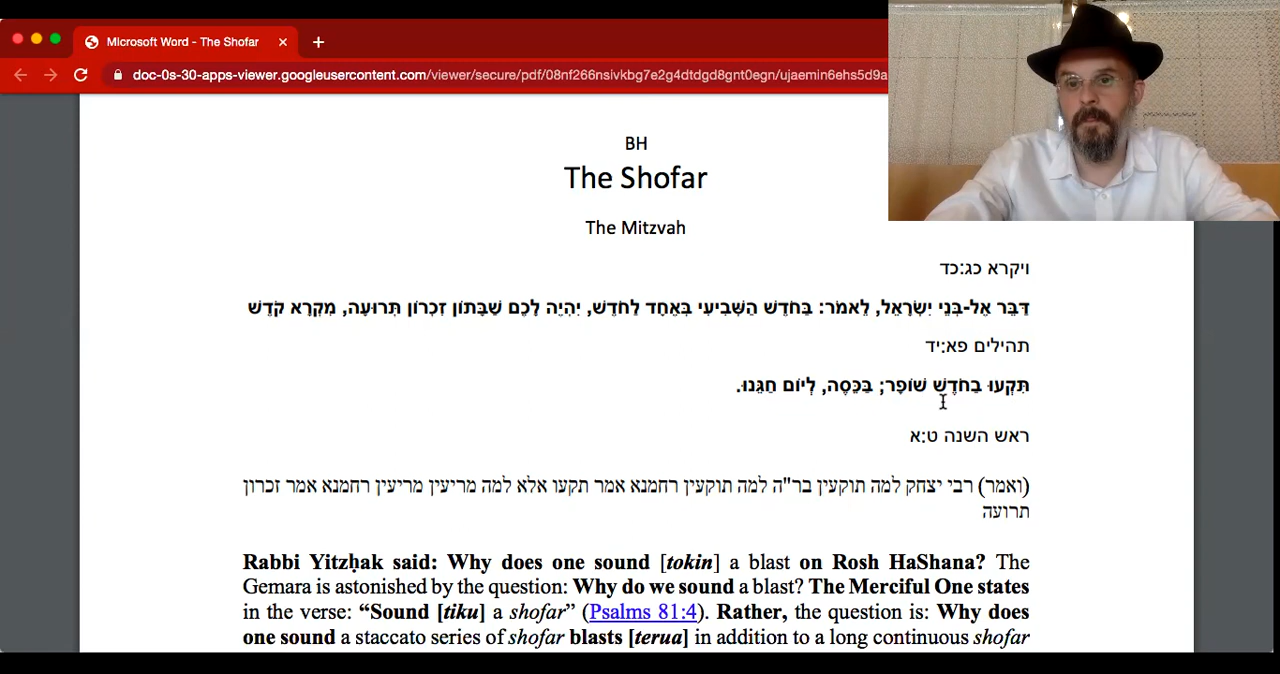 Microsoft Word - The Shofar
doc-0s-30-apps-viewer.googleusercontent.com/viewer/secure/pdf/08nf266nsivkbg7e2g4dtdgd8gnt0egn/ujaemin6ehs5d9a
BH
The Shofar
The Mitzvah
ויקרא כג:כד
דַּבֵּר אֶל-בְּנֵי יִשְׂרָאֵל, לֵאמֹר: בַּחֹדֶשׁ הַשְּׁבִיעִי בְּאֶחָד לַחֹדֶשׁ, יִהְיֶה לָכֶם שַׁבָּתוֹן זִכְרוֹן תְּרוּעָה, מִקְרָא קֹדֶשׁ
תהילים פא:יד
תִּקְעוּ בַחֹדֶשׁ שׁוֹפָר; בַּכֵּסֶה, לְיוֹם חַגֵּנוּ.
ראש השנה ט:א
(ואמר) רבי יצחק למה תוקעין בר"ה למה תוקעין רחמנא אמר תקעו אלא למה מריעין מריעין רחמנא אמר זכרון
תרועה
Rabbi Yitzḥak said: Why does one sound [tokin] a blast on Rosh HaShana? The
Gemara is astonished by the question: Why do we sound a blast? The Merciful One states
in the verse: “Sound [tiku] a shofar” (Psalms 81:4). Rather, the question is: Why does
one sound a staccato series of shofar blasts [terua] in addition to a long continuous shofar